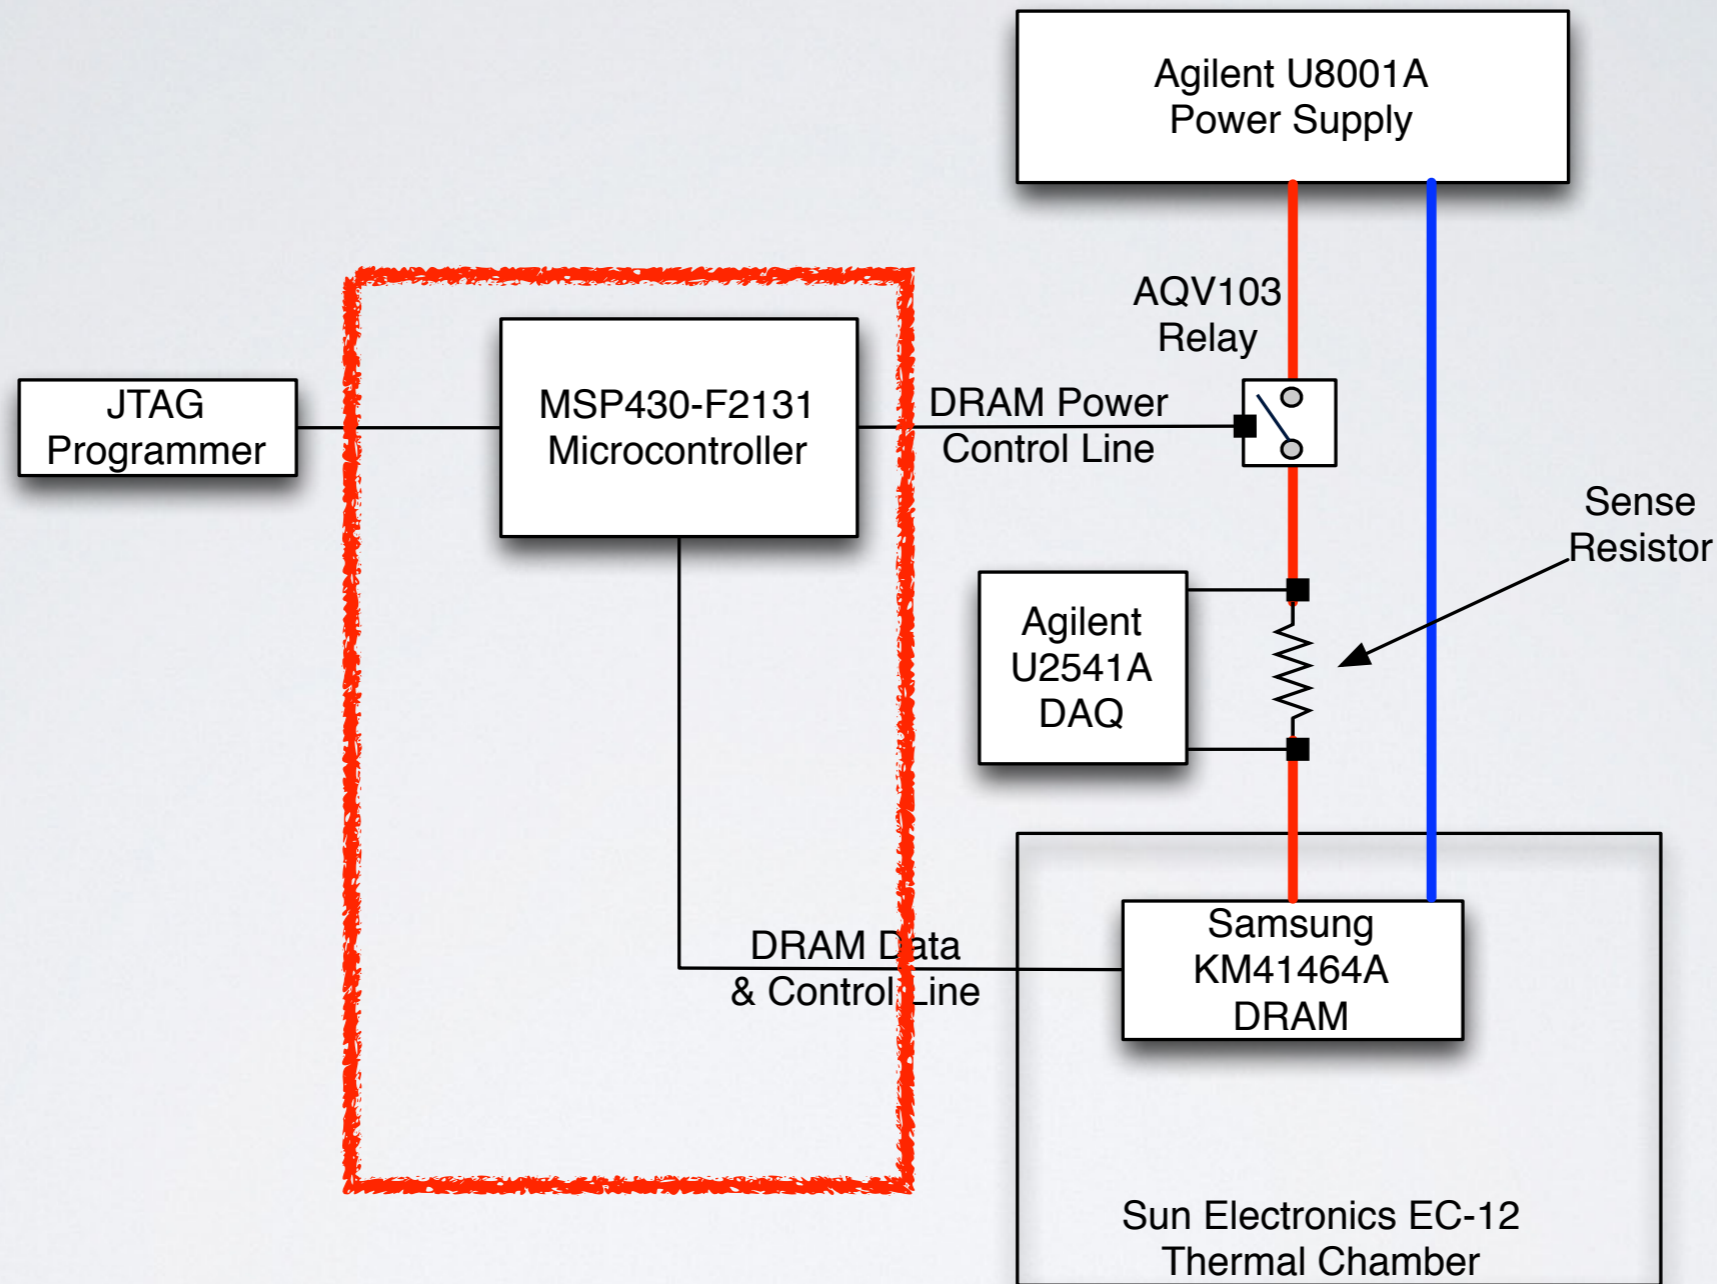 Agilent U8001A
Power Supply
AQV103
Relay
JTAG
Programmer
MSP430-F2131
Microcontroller
DRAM Power
Control Line
Sense
Resistor
Agilent
U2541A
DAQ
DRAM Data
& Control Line
Samsung
KM41464A
DRAM
Sun Electronics EC-12
Thermal Chamber